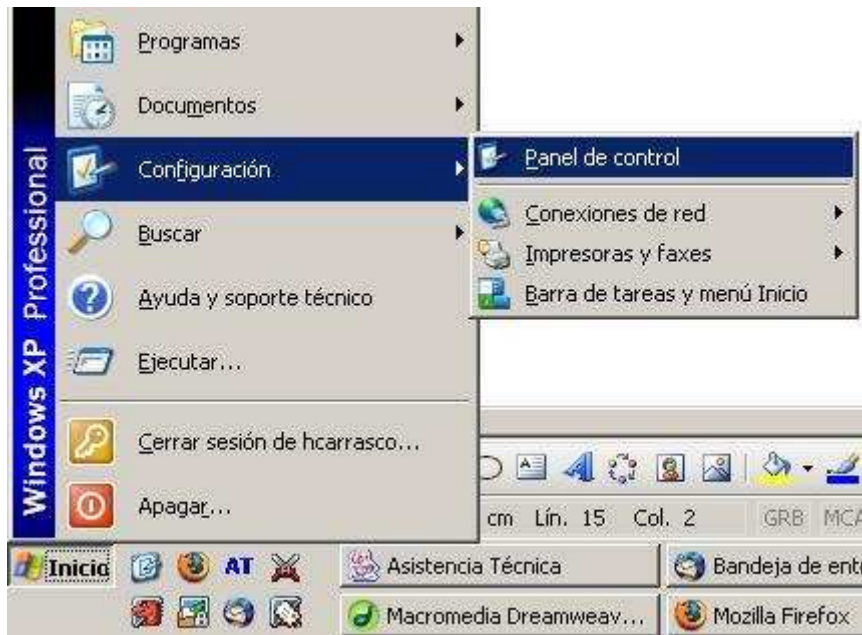 Windows XP Professional
Programas
Documentos
Configuración
Buscar
Ayuda y soporte técnico
Ejecutar...
Cerrar sesión de hcarrasco...
Apagar...
Panel de control
Conexiones de red
Impresoras y faxes
Barra de tareas y menú Inicio
cm Lín. 15 Col. 2 GRB MCA
Inicio
AT
Asistencia Técnica
Bandeja de ent
Macromedia Dreamweav...
Mozilla Firefox